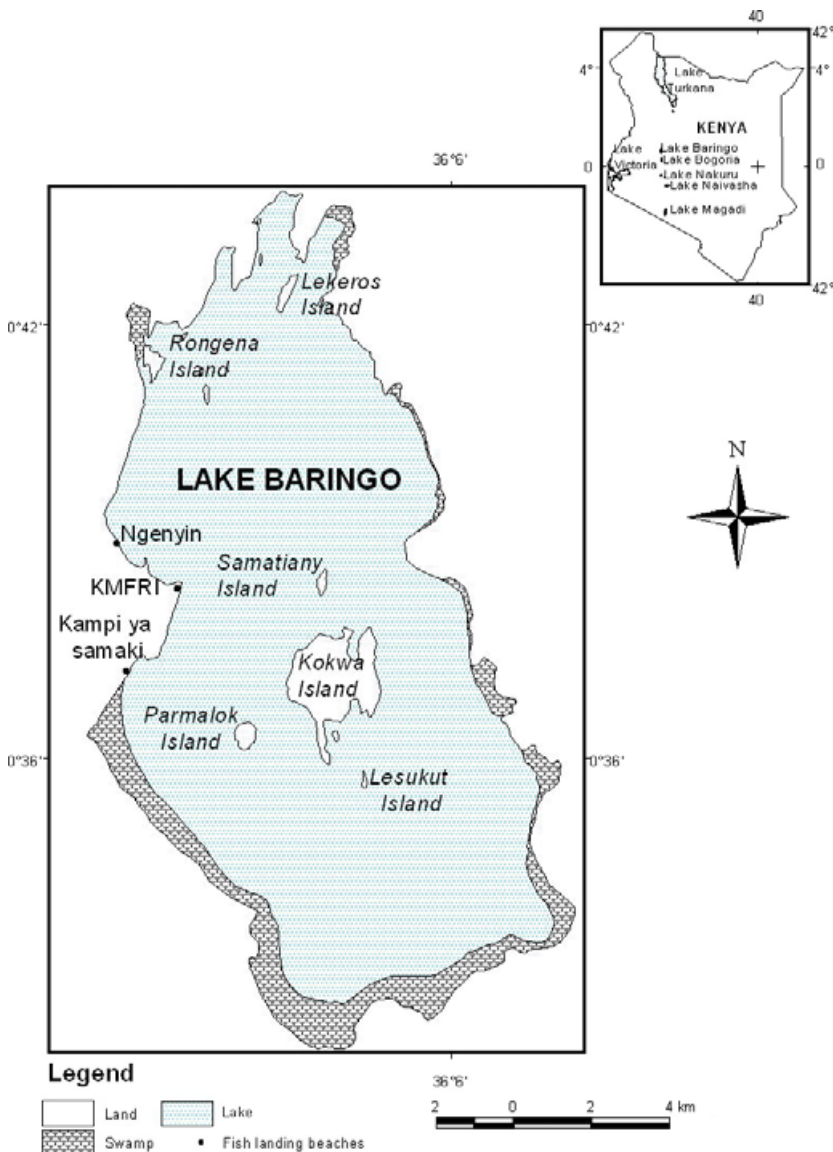 40
42°
4°
4°
Lake
Turkana
KENYA
Lake
Victoria
Lake Baringo
Lake Bogoria
0
0
Lake Nakuru
Lake Naivasha
Lake Magadi
42°
40
36°6'
Lekeros
Island
0°42'
0°42'
Rongena
Island
LAKE BARINGO
N
Ngenyin
Samatiany
Island
KMFRI
Kampi ya
samaki
Kokwa
Island
Parmalok
Island
0°36'
0°36'
Lesukut
Island
Legend
36°6'
Land
Lake
Swamp
Fish landing beaches
2 0 2 4 km